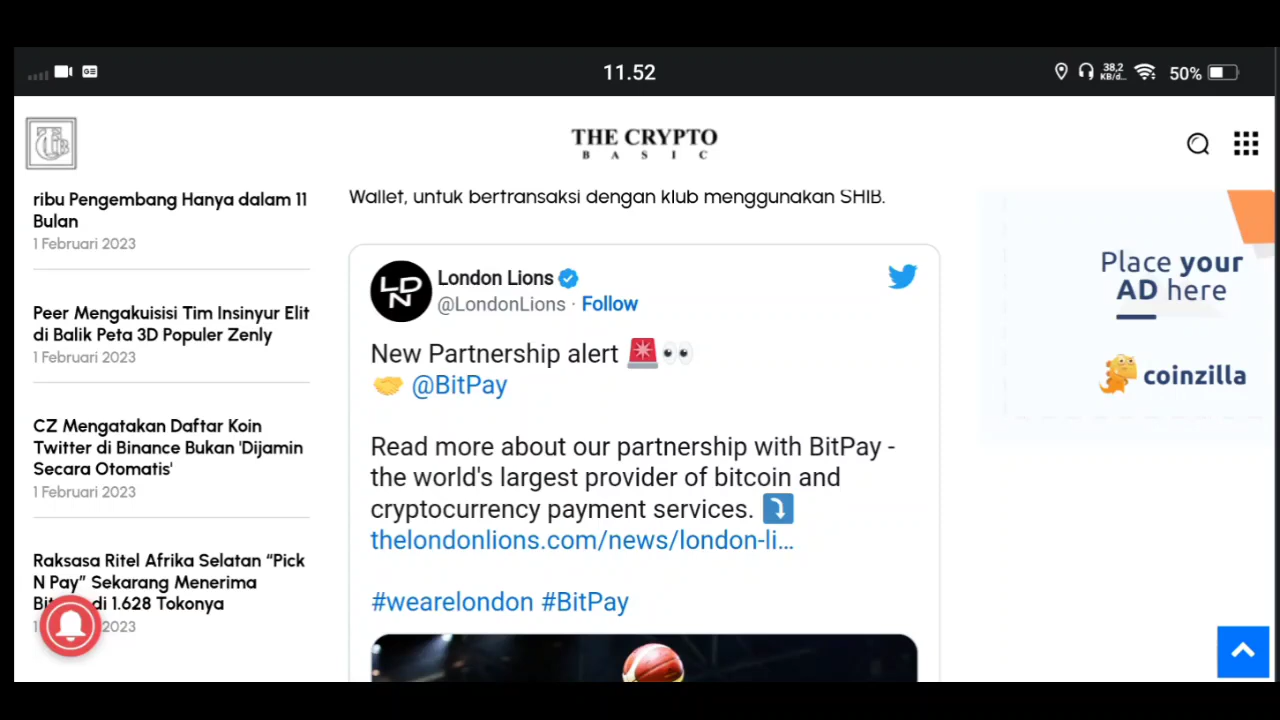 11.52
38,2
KB/d...
50%
THE CRYPTO
BASIC
ribu Pengembang Hanya dalam 11
Bulan
1 Februari 2023
Peer Mengakuisisi Tim Insinyur Elit
di Balik Peta 3D Populer Zenly
1 Februari 2023
CZ Mengatakan Daftar Koin
Twitter di Binance Bukan 'Dijamin
Secara Otomatis'
1 Februari 2023
Raksasa Ritel Afrika Selatan “Pick
N Pay” Sekarang Menerima
di 1.628 Tokonya
2023
Wallet, untuk bertransaksi dengan klub menggunakan SHIB.
LDN
London Lions
@LondonLions · Follow
New Partnership alert 🚨👀
🤝 @BitPay
Read more about our partnership with BitPay -
the world's largest provider of bitcoin and
cryptocurrency payment services. ⤵️
thelondonlions.com/news/london-li…
#wearelondon #BitPay
Place your
AD here
coinzilla